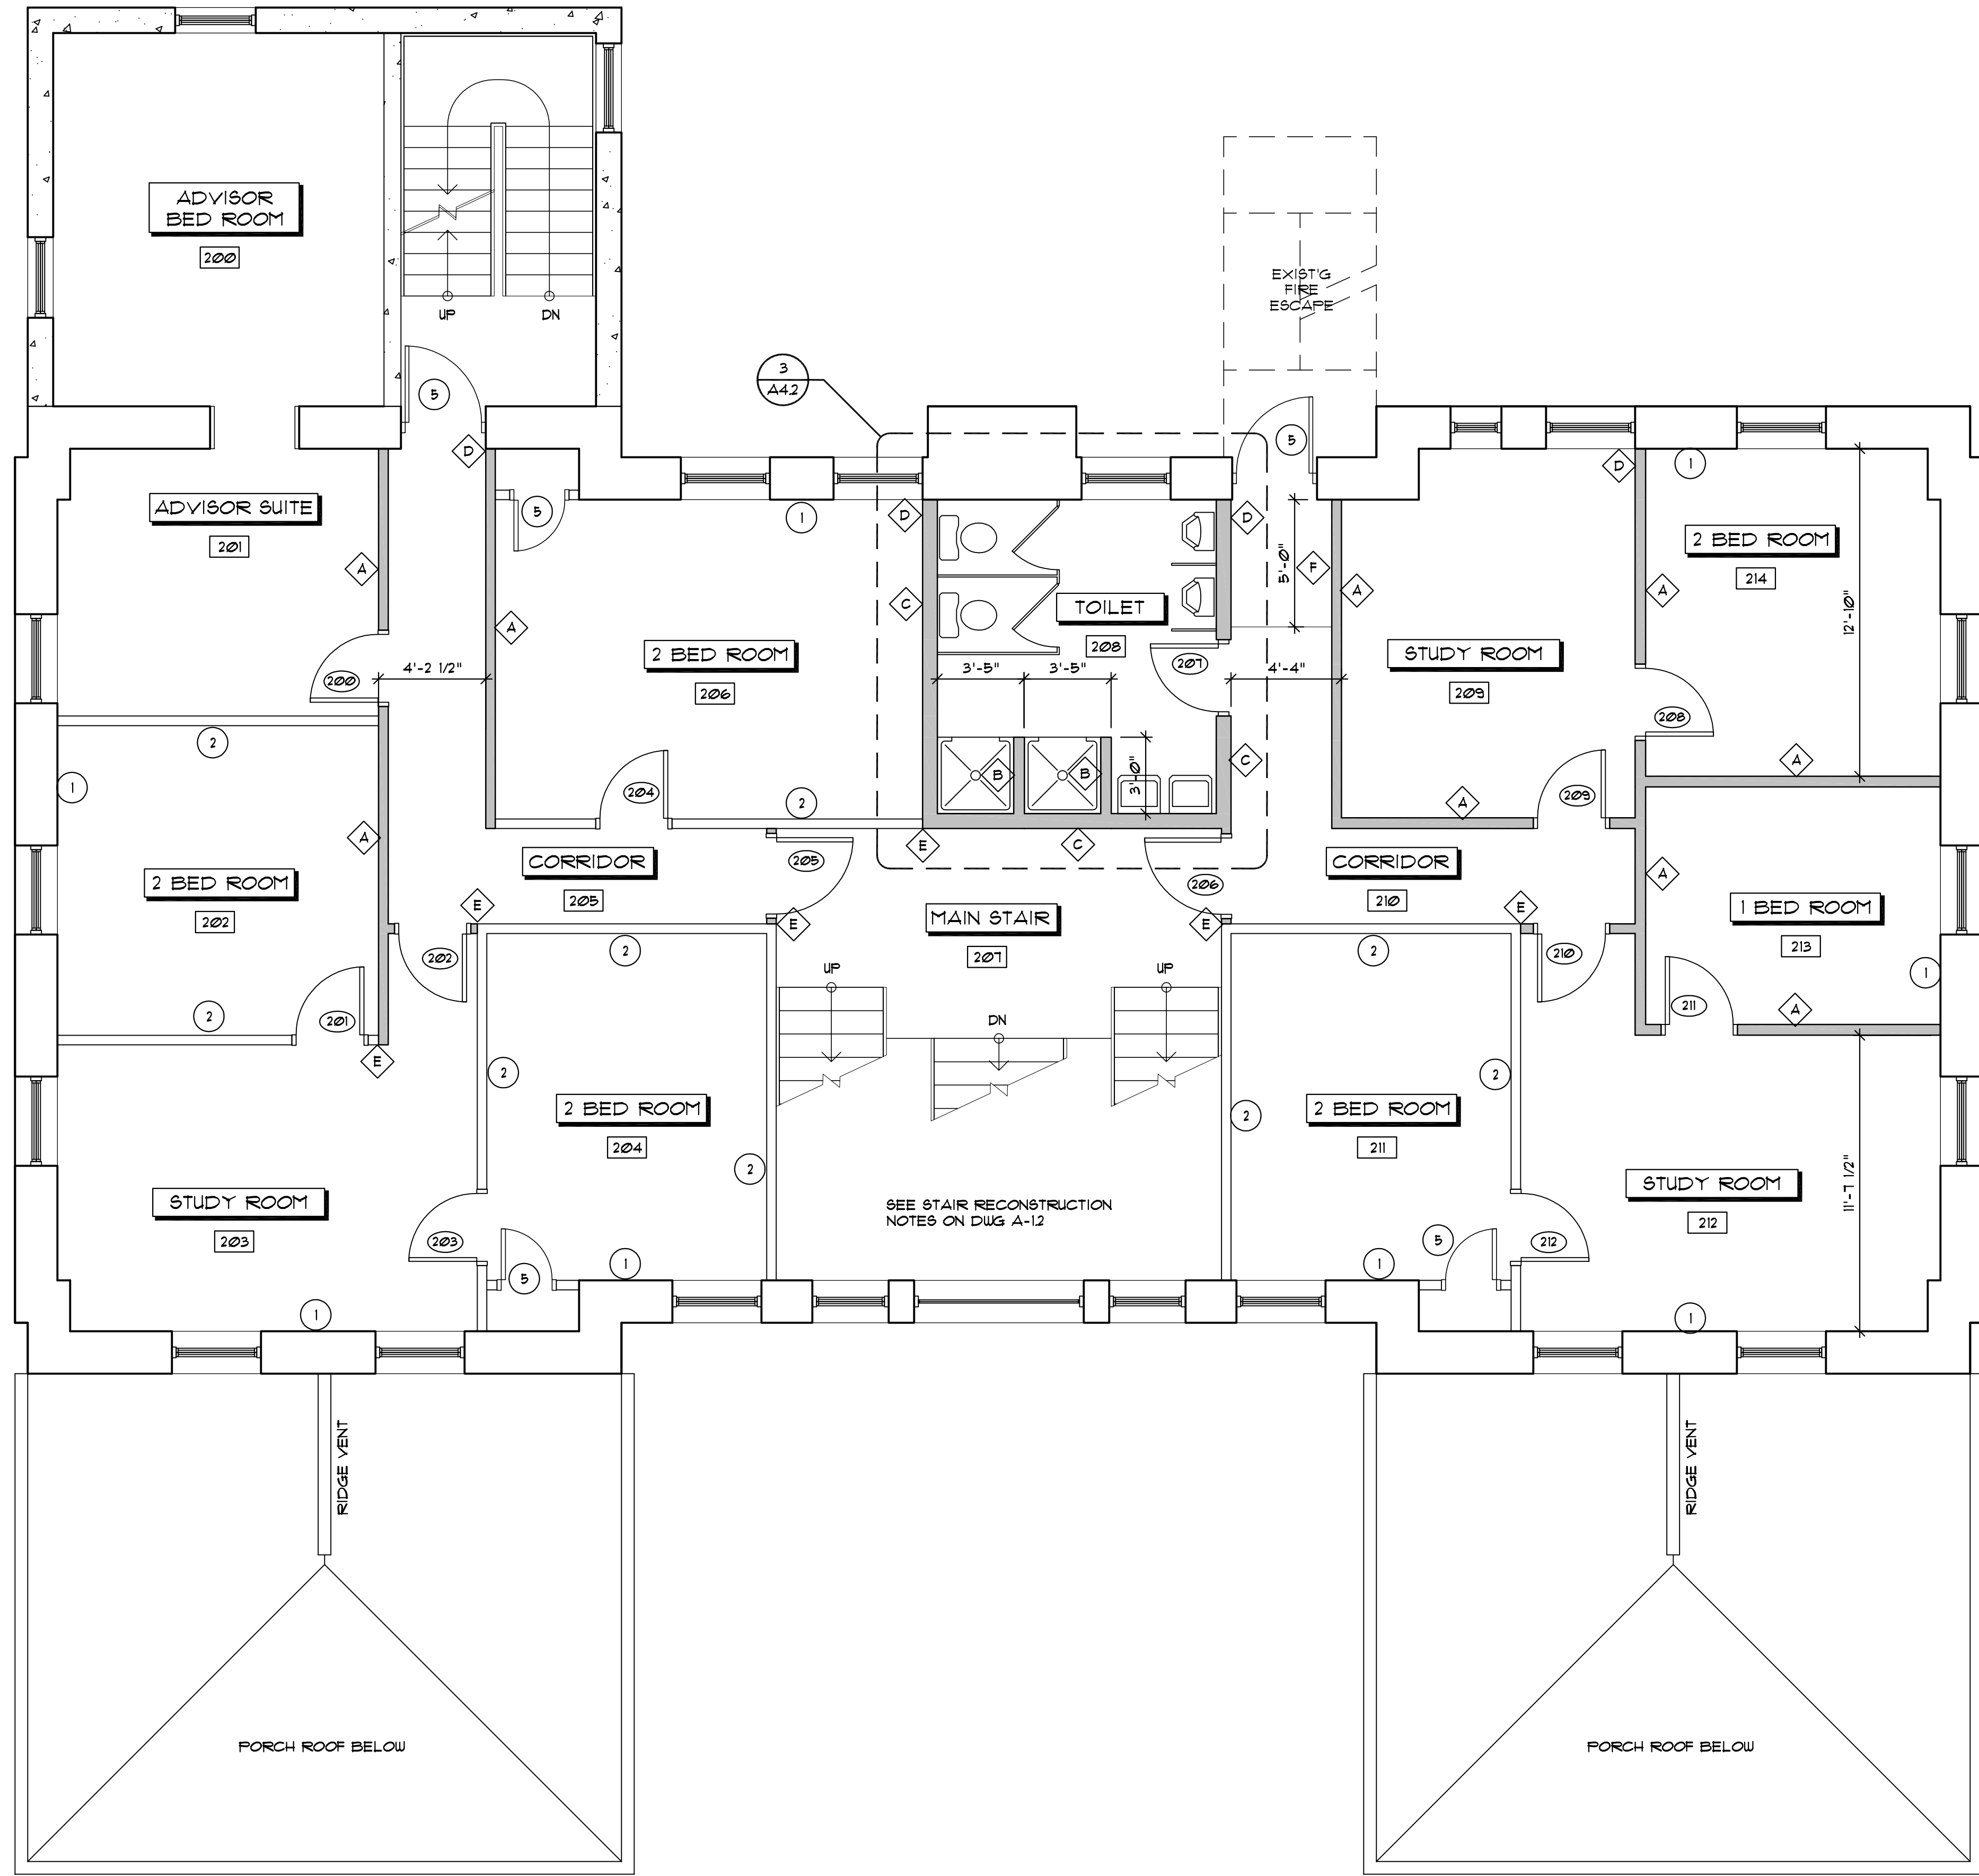 ADVISOR
BED ROOM
200
UP
DN
EXIST'G
FIRE
ESCAPE
3
A4.2
5
5
D
D
1
ADVISOR SUITE
201
5
1
D
D
2 BED ROOM
214
A
A
C
5'-0"
F
A
A
12'-10"
TOILET
208
2 BED ROOM
206
STUDY ROOM
209
200
4'-2 1/2"
3'-5"
3'-5"
207
4'-4"
208
2
1
204
2
B
B
3'-0"
C
A
209
A
A
E
C
CORRIDOR
205
205
206
CORRIDOR
210
A
2 BED ROOM
202
E
E
MAIN STAIR
207
E
E
1 BED ROOM
213
202
2
2
210
1
2
201
E
UP
DN
UP
211
A
2
2
2 BED ROOM
204
2
2
2 BED ROOM
211
STUDY ROOM
203
SEE STAIR RECONSTRUCTION
NOTES ON DWG A-1.2
STUDY ROOM
212
11'-7 1/2"
203
5
1
1
5
212
1
1
RIDGE VENT
RIDGE VENT
PORCH ROOF BELOW
PORCH ROOF BELOW